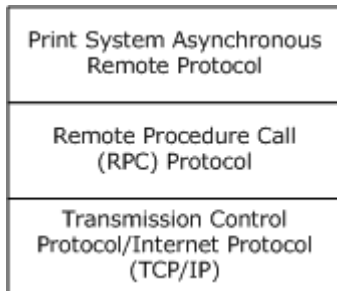 Print System Asynchronous
Remote Protocol
Remote Procedure Call
(RPC) Protocol
Transmission Control
Protocol/Internet Protocol
(TCP/IP)